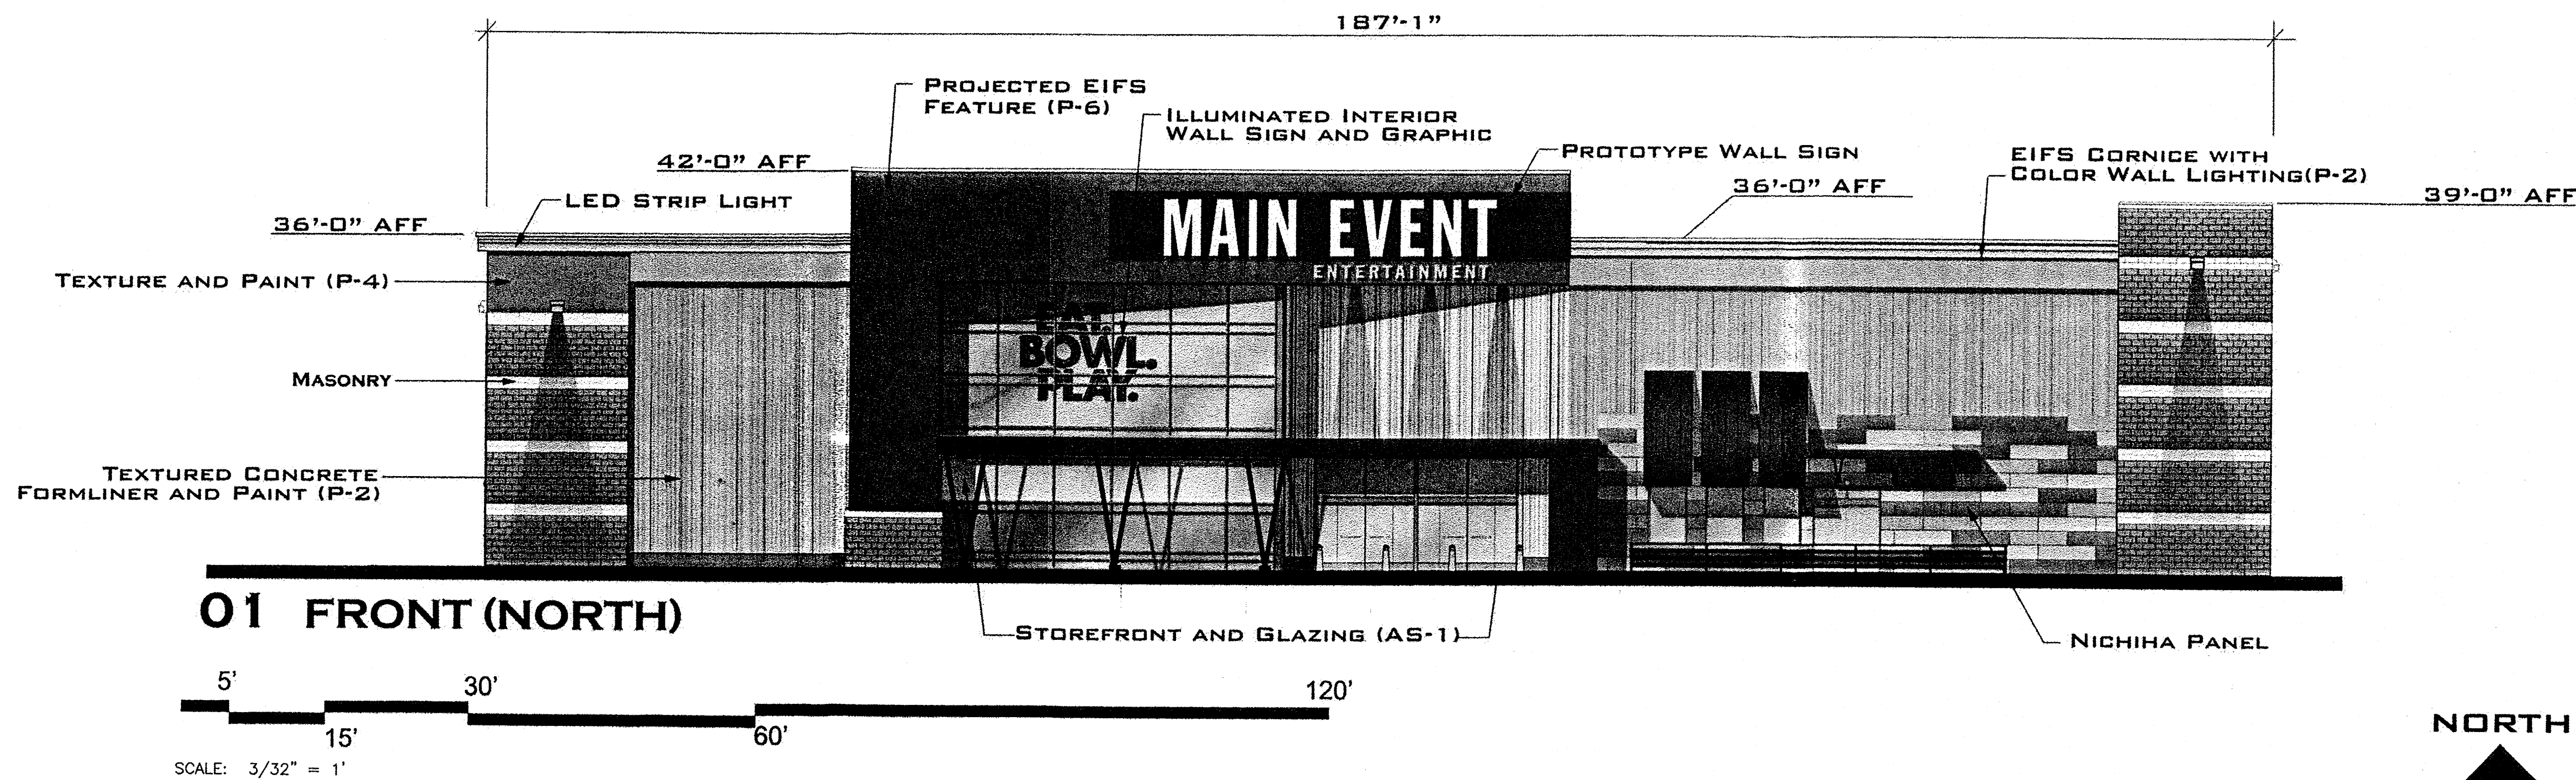 187'-1"
PROJECTED EIFS
FEATURE (P-6)
ILLUMINATED INTERIOR
WALL SIGN AND GRAPHIC
PROTOTYPE WALL SIGN
EIFS CORNICE WITH
COLOR WALL LIGHTING(P-2)
42'-0" AFF
36'-0" AFF
39'-0" AFF
LED STRIP LIGHT
36'-0" AFF
MAIN EVENT
ENTERTAINMENT
TEXTURE AND PAINT (P-4)
EAT.
BOWL.
PLAY.
MASONRY
TEXTURED CONCRETE
FORMLINER AND PAINT (P-2)
01 FRONT (NORTH)
STOREFRONT AND GLAZING (AS-1)
NICHIHA PANEL
5'
30'
120'
15'
60'
NORTH
SCALE: 3/32" = 1'